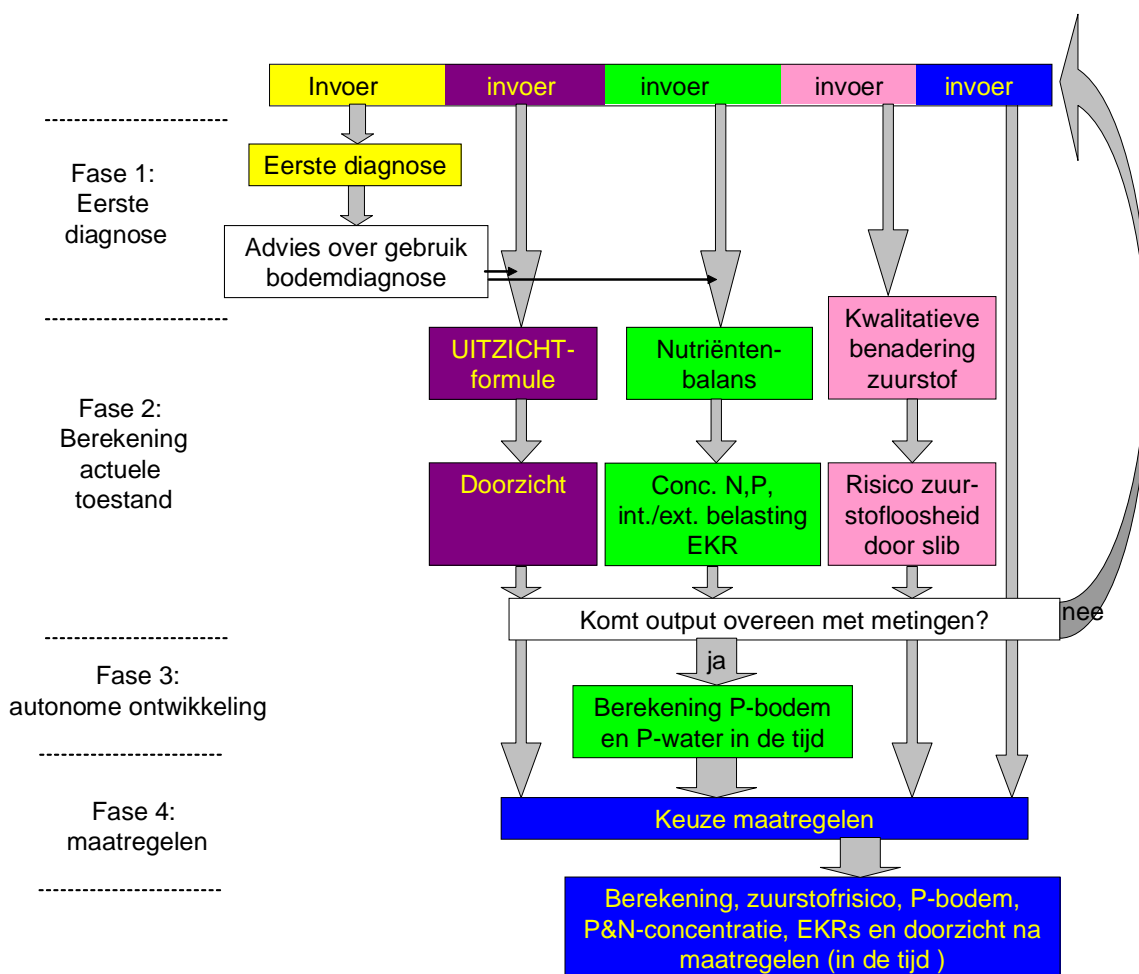 Invoer
invoer
invoer
invoer
invoer
Fase 1:
Eerste
diagnose
Eerste diagnose
Advies over gebruik
bodemdiagnose
Fase 2:
Berekening
actuele
toestand
UITZICHT-
formule
Nutriënten-
balans
Kwalitatieve
benadering
zuurstof
Doorzicht
Conc. N,P,
int./ext. belasting
EKR
Risico zuur-
stofloosheid
door slib
Komt output overeen met metingen?
nee
ja
Fase 3:
autonome ontwikkeling
Berekening P-bodem
en P-water in de tijd
Fase 4:
maatregelen
Keuze maatregelen
Berekening, zuurstofrisico, P-bodem,
P&N-concentratie, EKRs en doorzicht na
maatregelen (in de tijd )